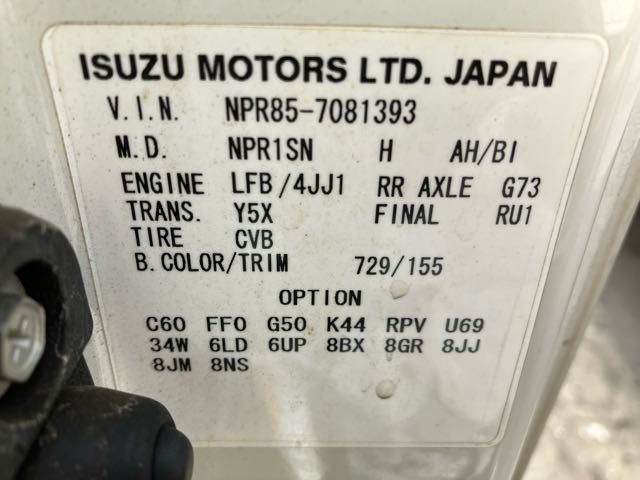 ISUZU MOTORS LTD. JAPAN
V.I.N. NPR85-7081393
M.D. NPR1SN H AH/BI
ENGINE LFB/4JJ1 RR AXLE G73
TRANS. Y5X FINAL RU1
TIRE CVB
B.COLOR/TRIM 729/155
OPTION
C60 FFO G50 K44 RPV U69
34W 6LD 6UP 8BX 8GR 8JJ
8JM 8NS